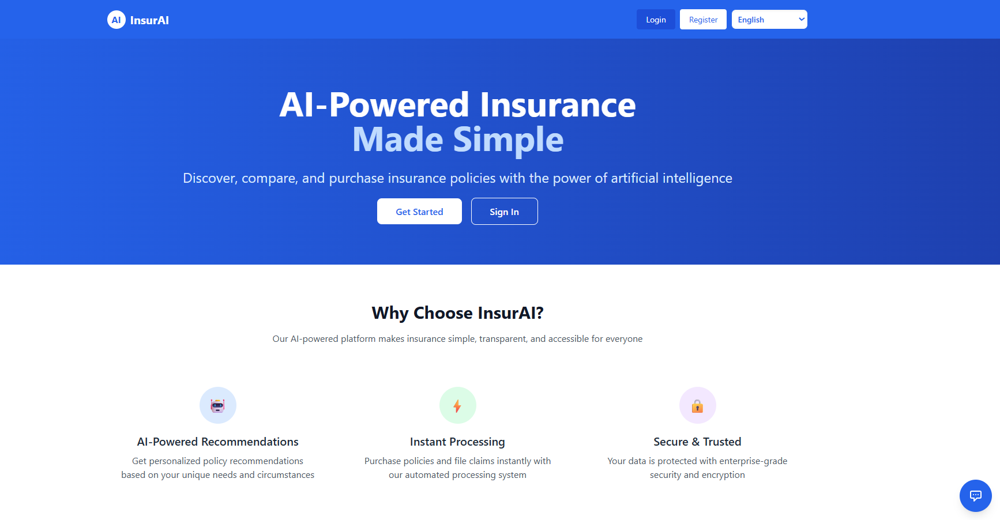 AI InsurAI
Login
Register
English
AI-Powered Insurance
Made Simple
Discover, compare, and purchase insurance policies with the power of artificial intelligence
Get Started
Sign In
Why Choose InsurAI?
Our AI-powered platform makes insurance simple, transparent, and accessible for everyone
AI-Powered Recommendations
Get personalized policy recommendations
based on your unique needs and circumstances
Instant Processing
Purchase policies and file claims instantly with
our automated processing system
Secure & Trusted
Your data is protected with enterprise-grade
security and encryption